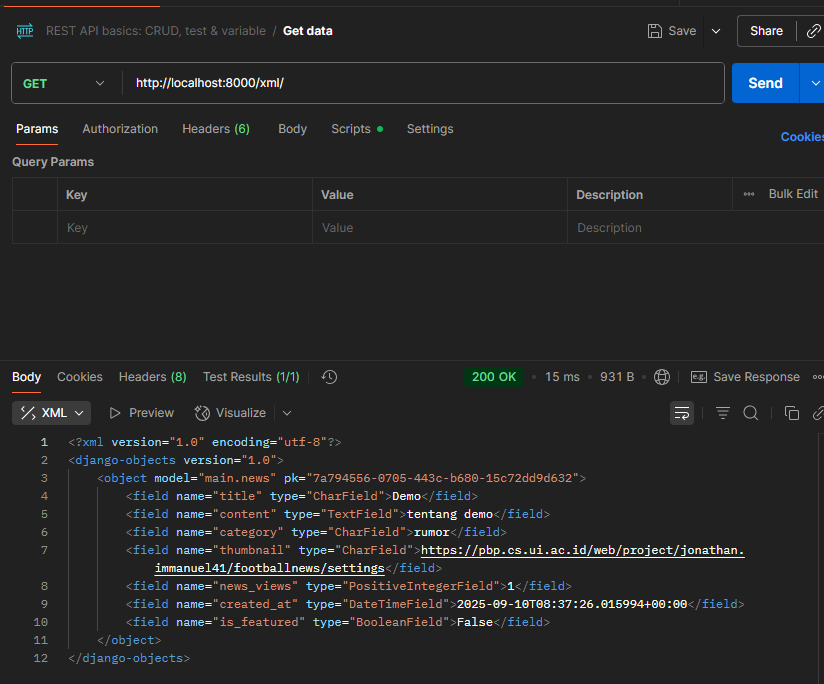 HTTP REST API basics: CRUD, test & variable / Get data Save Share
GET http://localhost:8000/xml/ Send
Params Authorization Headers (6) Body Scripts Settings Cookies
Query Params
Key Value Description Bulk Edit
Key Value Description
Body Cookies Headers (8) Test Results (1/1) 200 OK 15 ms 931 B e.g. Save Response
XML Preview Visualize
1 <?xml version="1.0" encoding="utf-8"?>
2 <django-objects version="1.0">
3 <object model="main.news" pk="7a794556-0705-443c-b680-15c72dd9d632">
4 <field name="title" type="CharField">Demo</field>
5 <field name="content" type="TextField">tentang demo</field>
6 <field name="category" type="CharField">rumor</field>
7 <field name="thumbnail" type="CharField">https://pbp.cs.ui.ac.id/web/project/jonathan.
immanuel41/footballnews/settings</field>
8 <field name="news_views" type="PositiveIntegerField">1</field>
9 <field name="created_at" type="DateTimeField">2025-09-10T08:37:26.015994+00:00</field>
10 <field name="is_featured" type="BooleanField">False</field>
11 </object>
12 </django-objects>